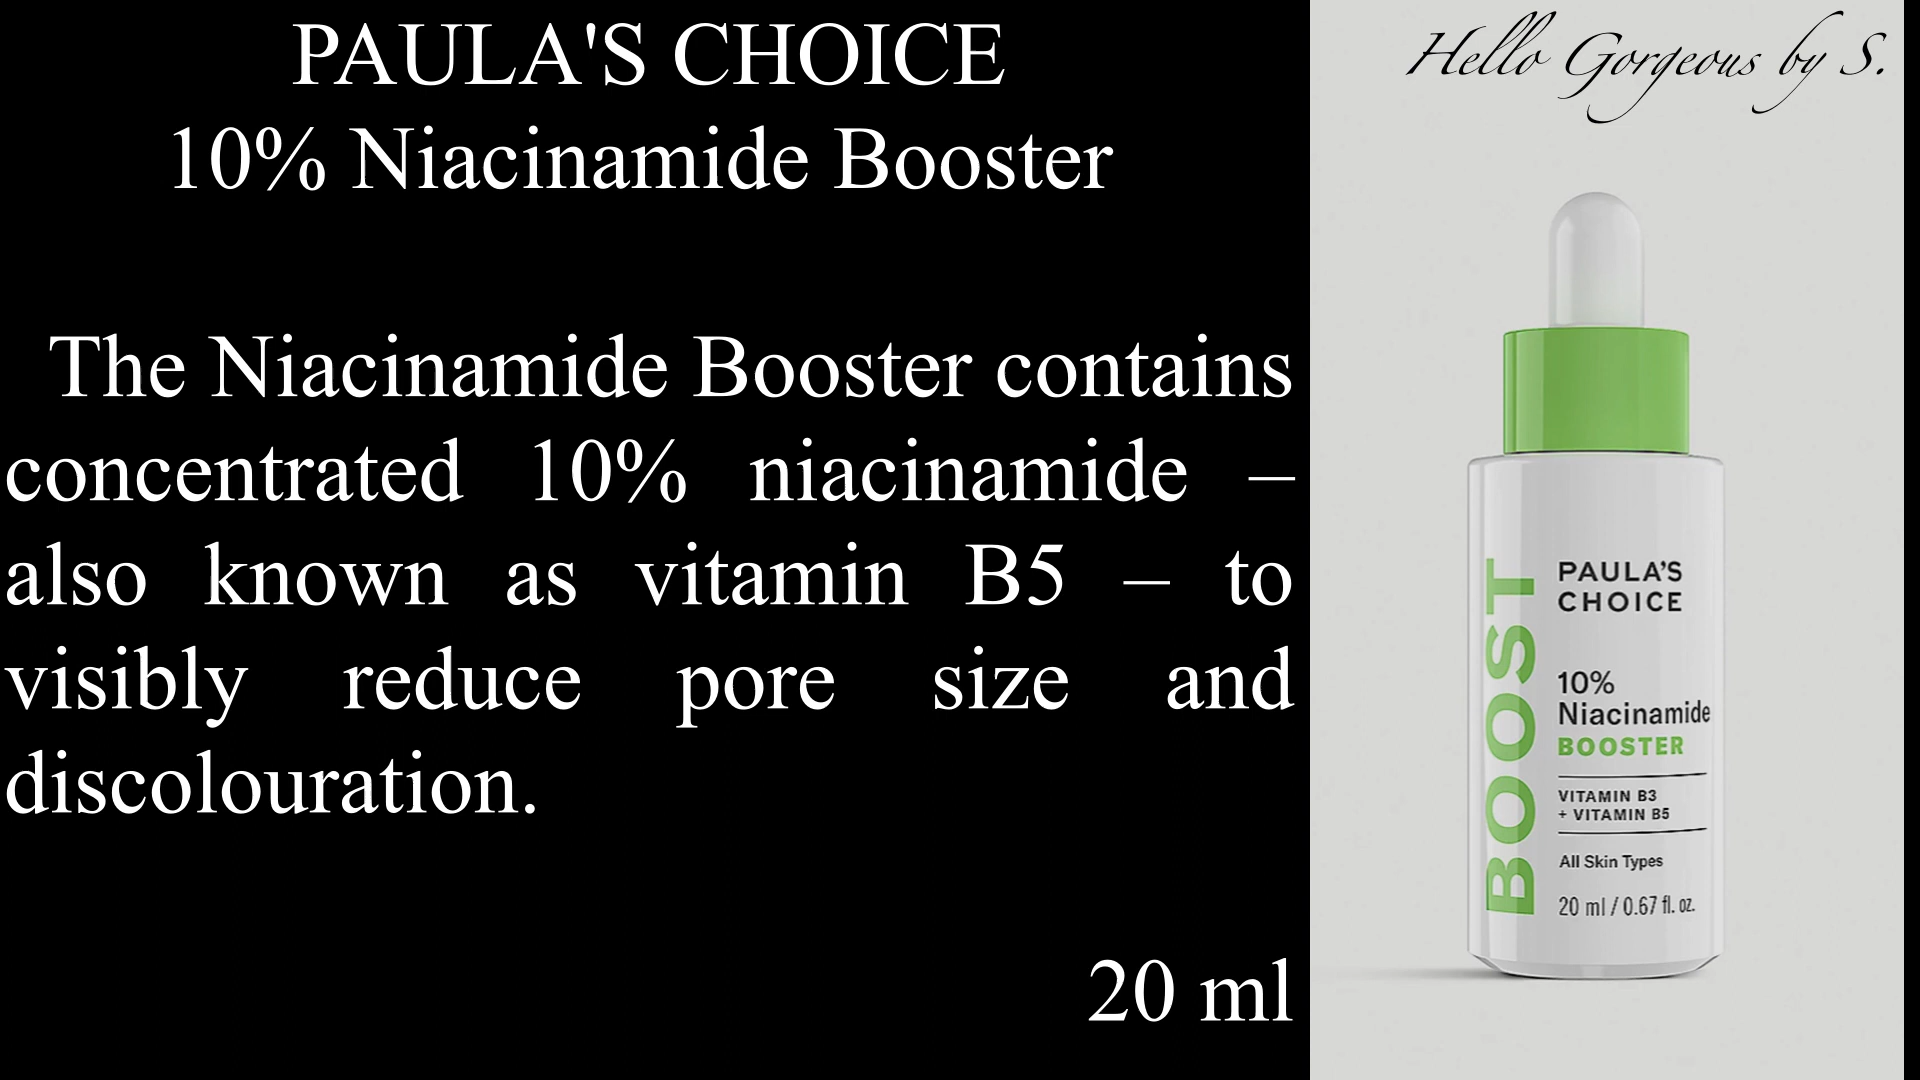 PAULA'S CHOICE
10% Niacinamide Booster
The Niacinamide Booster contains
concentrated 10% niacinamide –
also known as vitamin B5 – to
visibly reduce pore size and
discolouration.
20 ml
Hello Gorgeous by S.
BOOST
PAULA'S
CHOICE
10%
Niacinamide
BOOSTER
VITAMIN B3
+ VITAMIN B5
All Skin Types
20 ml / 0.67 fl. oz.